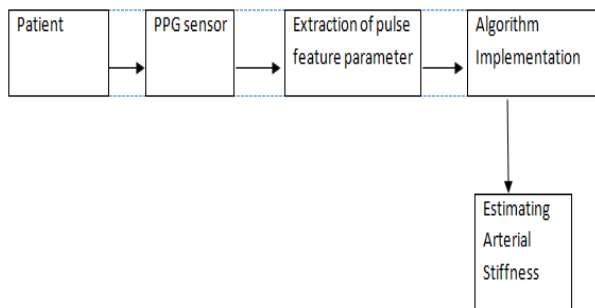 Patient
PPG sensor
Extraction of pulse
feature parameter
Algorithm
Implementation
Estimating
Arterial
Stiffness